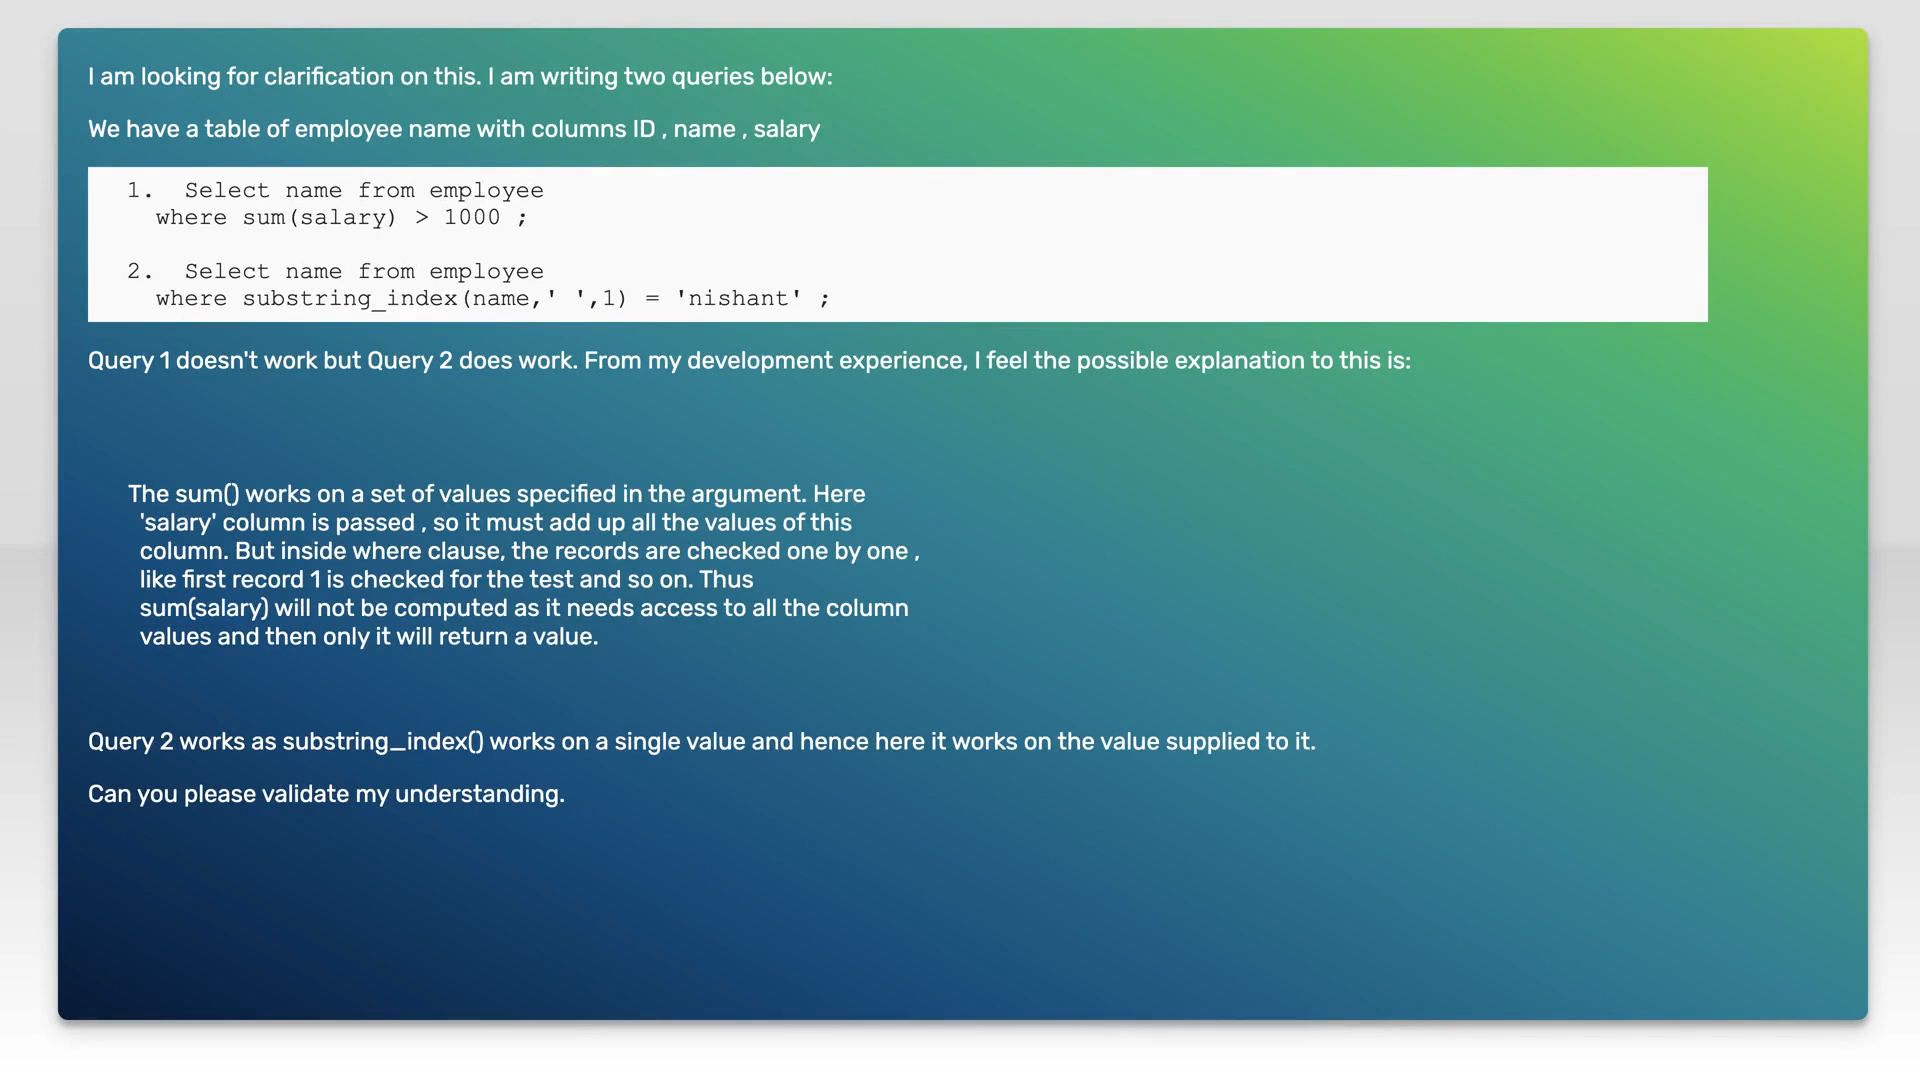 I am looking for clarification on this. I am writing two queries below:
We have a table of employee name with columns ID , name , salary
1.  Select name from employee
where sum(salary) > 1000 ;
2.  Select name from employee
where substring_index(name,' ',1) = 'nishant' ;
Query 1 doesn't work but Query 2 does work. From my development experience, I feel the possible explanation to this is:
The sum() works on a set of values specified in the argument. Here
'salary' column is passed , so it must add up all the values of this
column. But inside where clause, the records are checked one by one ,
like first record 1 is checked for the test and so on. Thus
sum(salary) will not be computed as it needs access to all the column
values and then only it will return a value.
Query 2 works as substring_index() works on a single value and hence here it works on the value supplied to it.
Can you please validate my understanding.